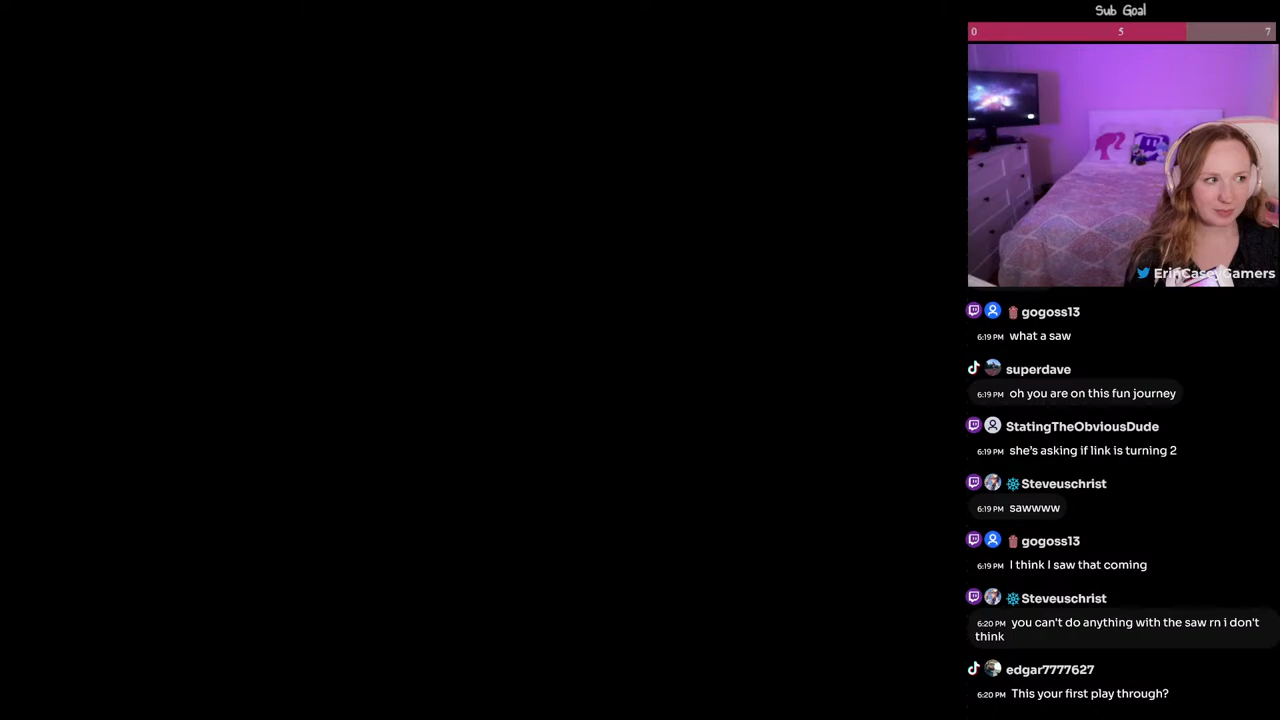 Sub Goal
0 5 7
ErinCaseyGamers
gogoss13
6:19 PM what a saw
superdave
6:19 PM oh you are on this fun journey
StatingTheObviousDude
6:19 PM she's asking if link is turning 2
Steveuschrist
6:19 PM sawwww
gogoss13
6:19 PM I think I saw that coming
Steveuschrist
6:20 PM you can't do anything with the saw rn i don't
think
edgar7777627
6:20 PM This your first play through?